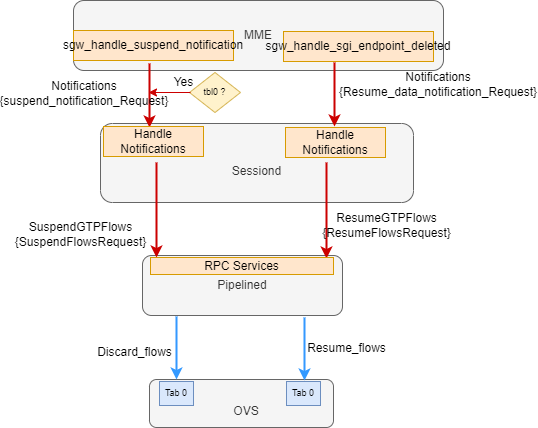 MME
sgw_handle_suspend_notification
sgw_handle_sgi_endpoint_deleted
Notifications
{suspend_notification_Request}
Yes
tbl0 ?
Notifications
{Resume_data_notification_Request}
Handle
Notifications
Handle
Notifications
Sessiond
SuspendGTPFlows
{SuspendFlowsRequest}
ResumeGTPFlows
{ResumeFlowsRequest}
RPC Services
Pipelined
Discard_flows
Resume_flows
Tab 0
Tab 0
OVS